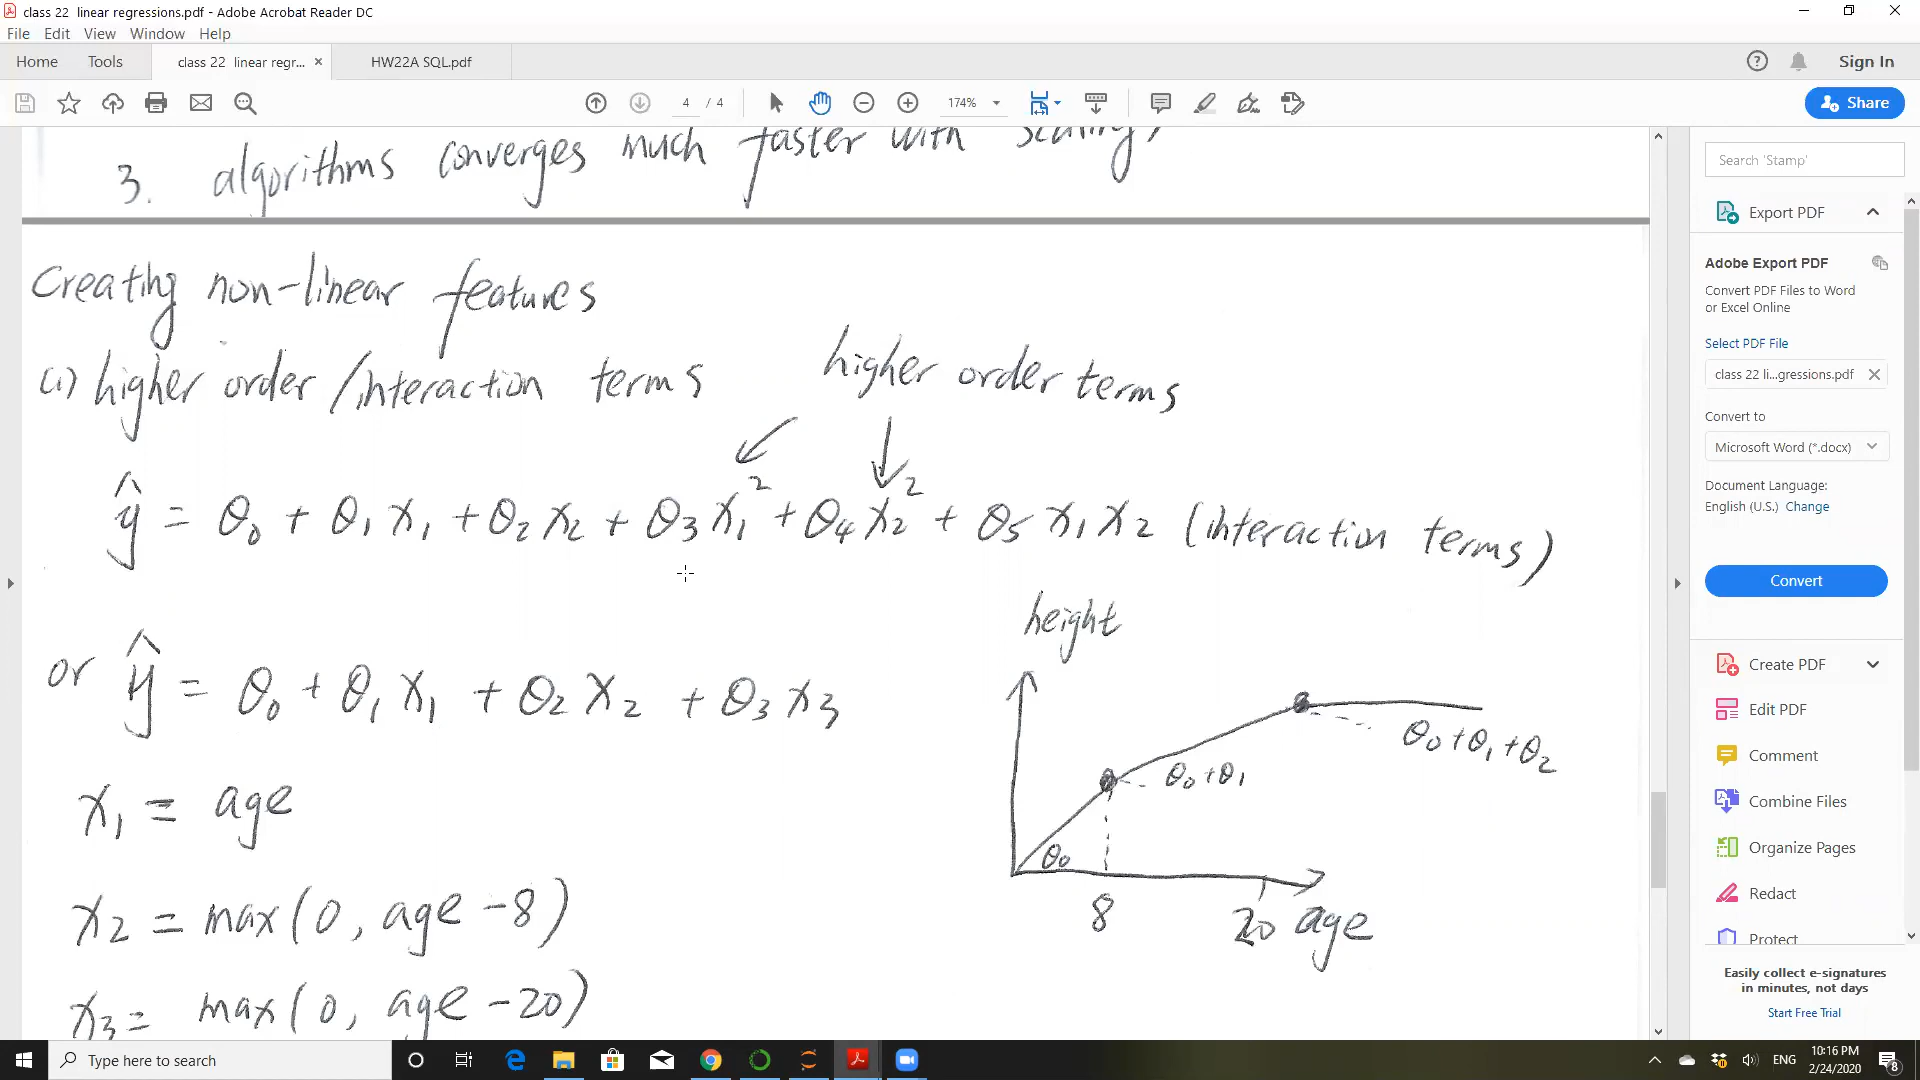 class 22  linear regressions.pdf - Adobe Acrobat Reader DC
File Edit View Window Help
Home Tools class 22  linear regr... × HW22A SQL.pdf Sign In
4 / 4 174% Share
3. algorithms converges much faster with scaling,
Creating non-linear features
(i) higher order/interaction terms
higher order terms
ŷ = θ₀ + θ₁x₁ + θ₂x₂ + θ₃x₁² + θ₄x₂² + θ₅x₁x₂ (interaction terms)
or ŷ = θ₀ + θ₁x₁ + θ₂x₂ + θ₃x₃
x₁ = age
x₂ = max(0, age -8)
x₃ = max(0, age -20)
height
θ₀+θ₁+θ₂
θ₀+θ₁
θ₀
8 20 age
Search 'Stamp'
Export PDF
Adobe Export PDF
Convert PDF Files to Word
or Excel Online
Select PDF File
class 22 li...gressions.pdf
Convert to
Microsoft Word (*.docx)
Document Language:
English (U.S.) Change
Convert
Create PDF
Edit PDF
Comment
Combine Files
Organize Pages
Redact
Protect
Easily collect e-signatures
in minutes, not days
Start Free Trial
Type here to search
ENG
10:16 PM
2/24/2020
8